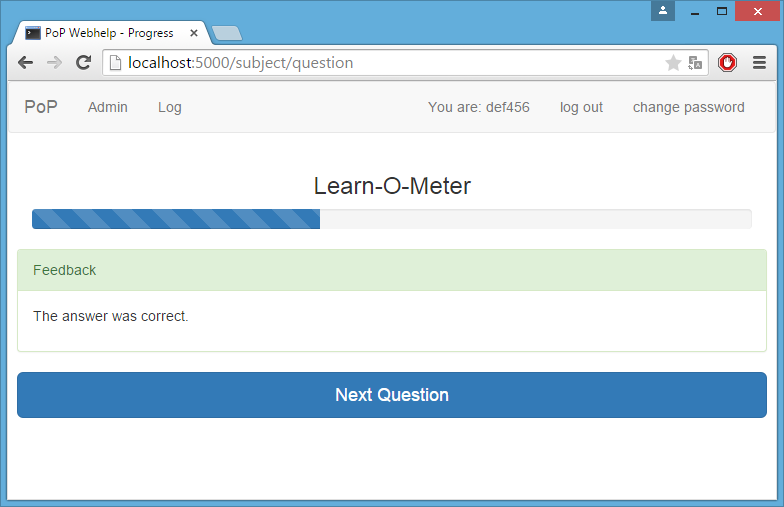 PoP Webhelp - Progress
localhost:5000/subject/question
PoP Admin Log You are: def456 log out change password
Learn-O-Meter
Feedback
The answer was correct.
Next Question